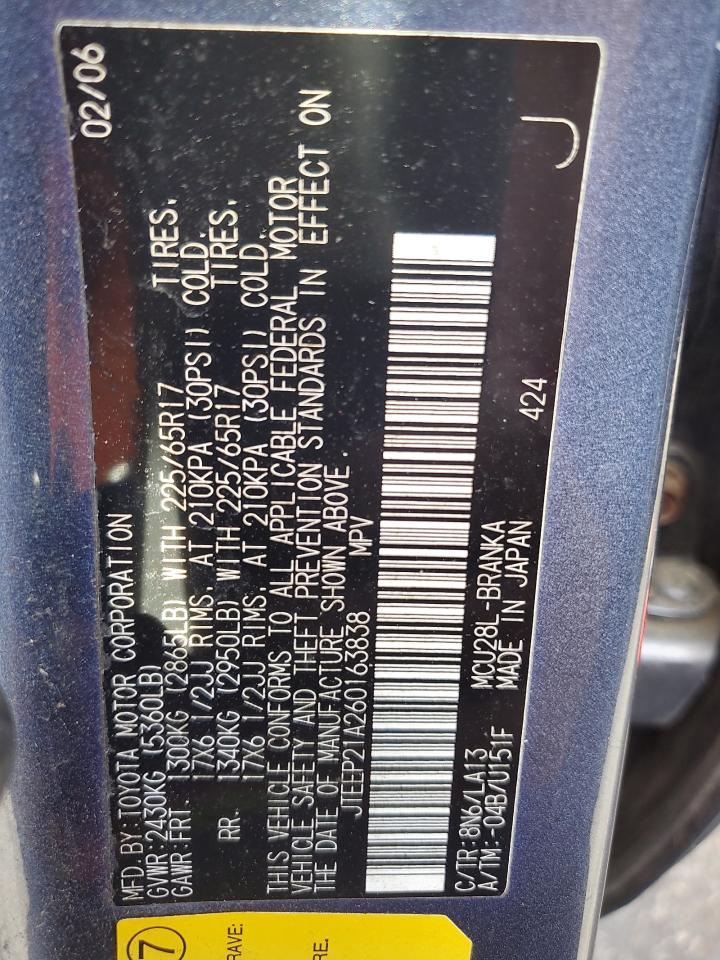 MFD. BY: TOYOTA MOTOR CORPORATION 02/06
GVWR: 2430KG (5360LB)
GAWR: FRT. 1300KG (2865LB) WITH 225/65R17 TIRES,
17X6 1/2JJ RIMS, AT 210KPA (30PSI) COLD.
RR. 1340KG (2950LB) WITH 225/65R17 TIRES,
17X6 1/2JJ RIMS, AT 210KPA (30PSI) COLD.
THIS VEHICLE CONFORMS TO ALL APPLICABLE FEDERAL MOTOR
VEHICLE SAFETY AND THEFT PREVENTION STANDARDS IN EFFECT ON
THE DATE OF MANUFACTURE SHOWN ABOVE.
JTEEP21A260163838 MPV
C/TR: 8N6/LA13 MCU28L-BRANKA 424
A/TM: -04B/U151F MADE IN JAPAN
J
7
RAVE:
RE.